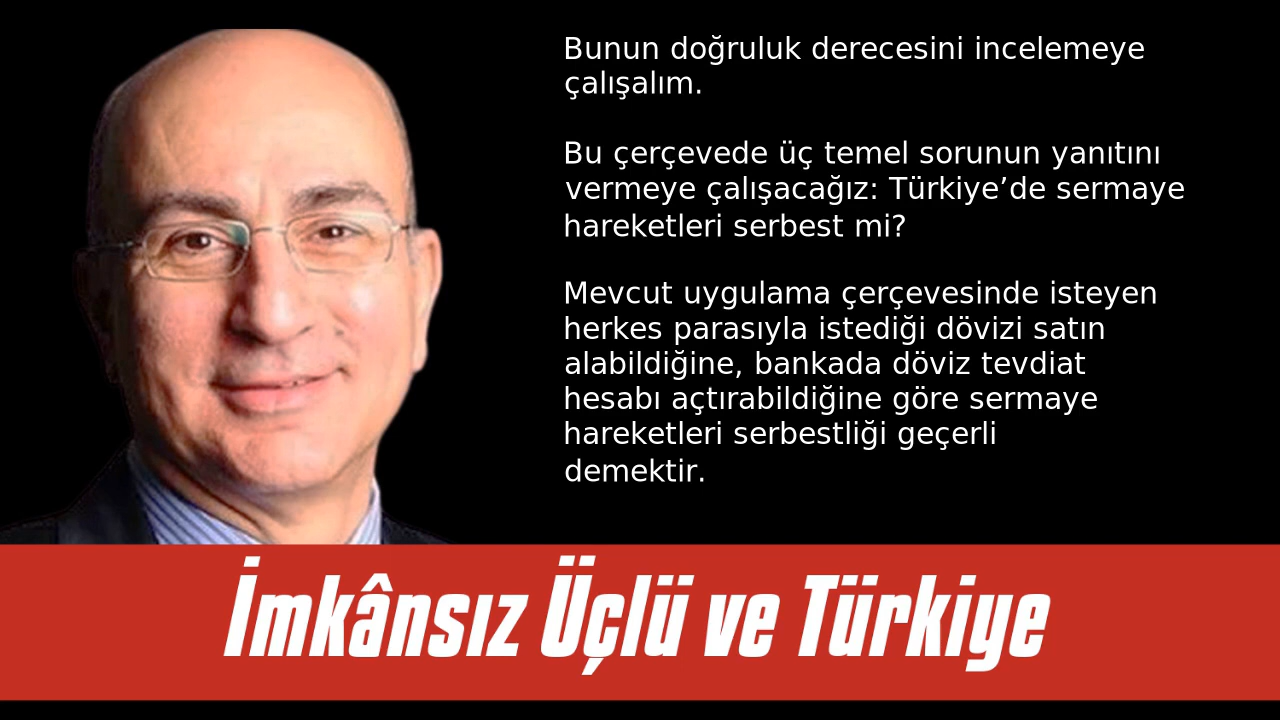 Bunun doğruluk derecesini incelemeye
çalışalım.
Bu çerçevede üç temel sorunun yanıtını
vermeye çalışacağız: Türkiye’de sermaye
hareketleri serbest mi?
Mevcut uygulama çerçevesinde isteyen
herkes parasıyla istediği dövizi satın
alabildiğine, bankada döviz tevdiat
hesabı açtırabildiğine göre sermaye
hareketleri serbestliği geçerli
demektir.
İmkânsız Üçlü ve Türkiye